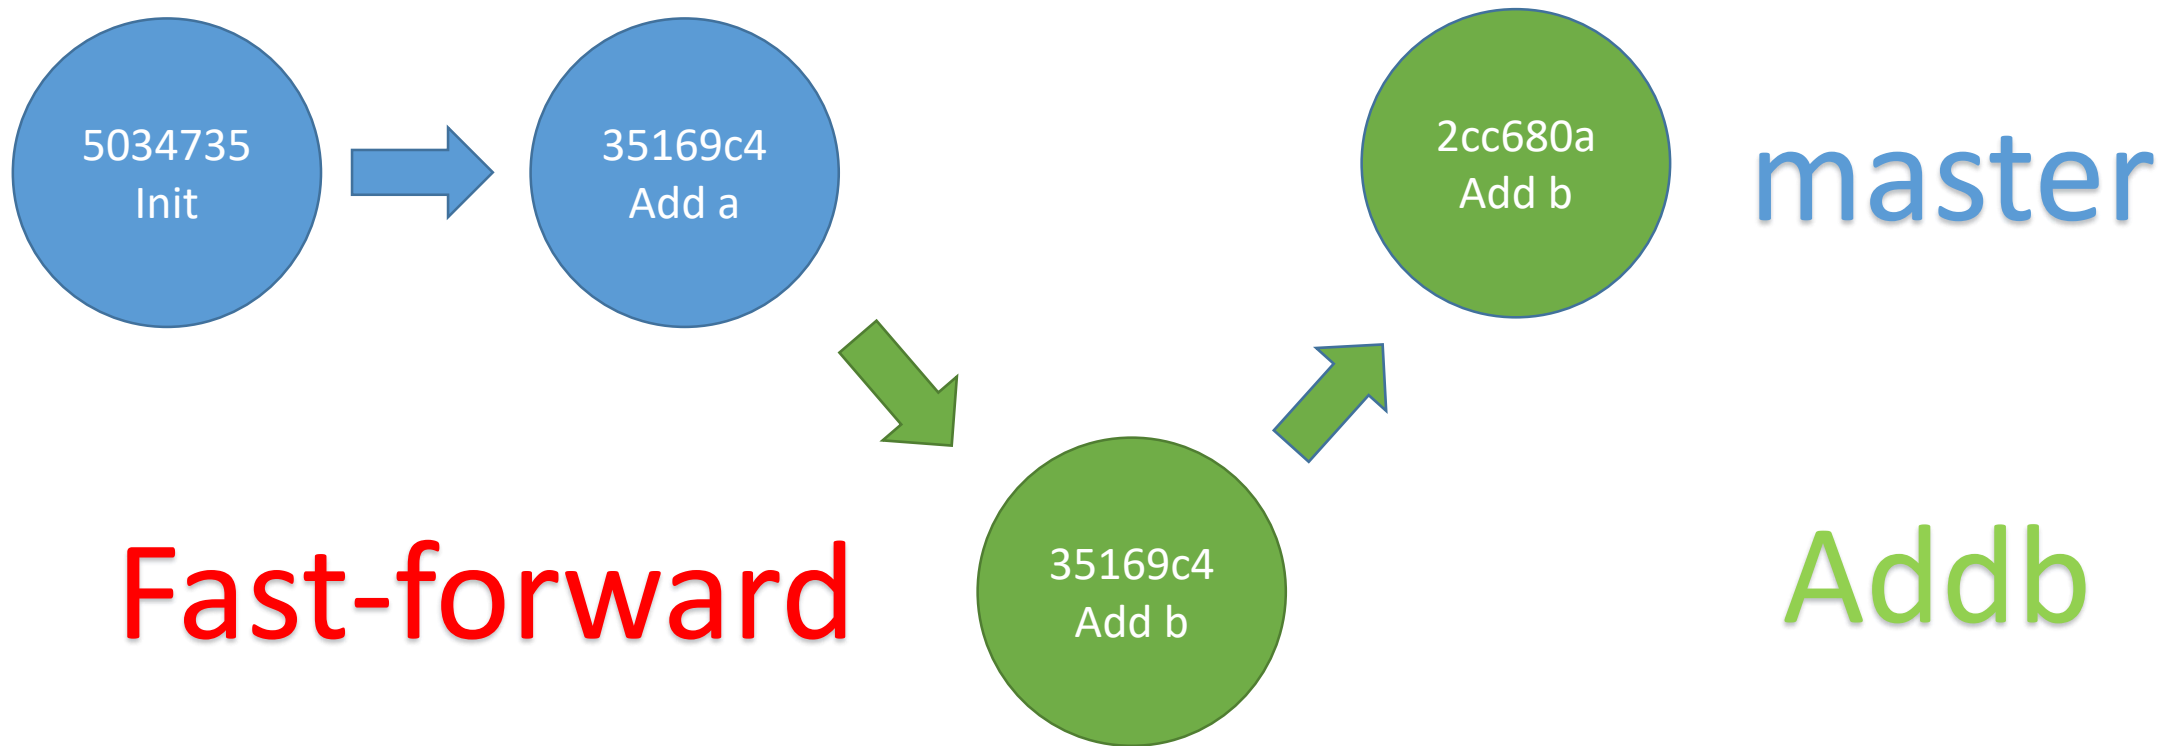 5034735
Init
35169c4
Add a
2cc680a
Add b
master
Fast-forward
35169c4
Add b
Addb